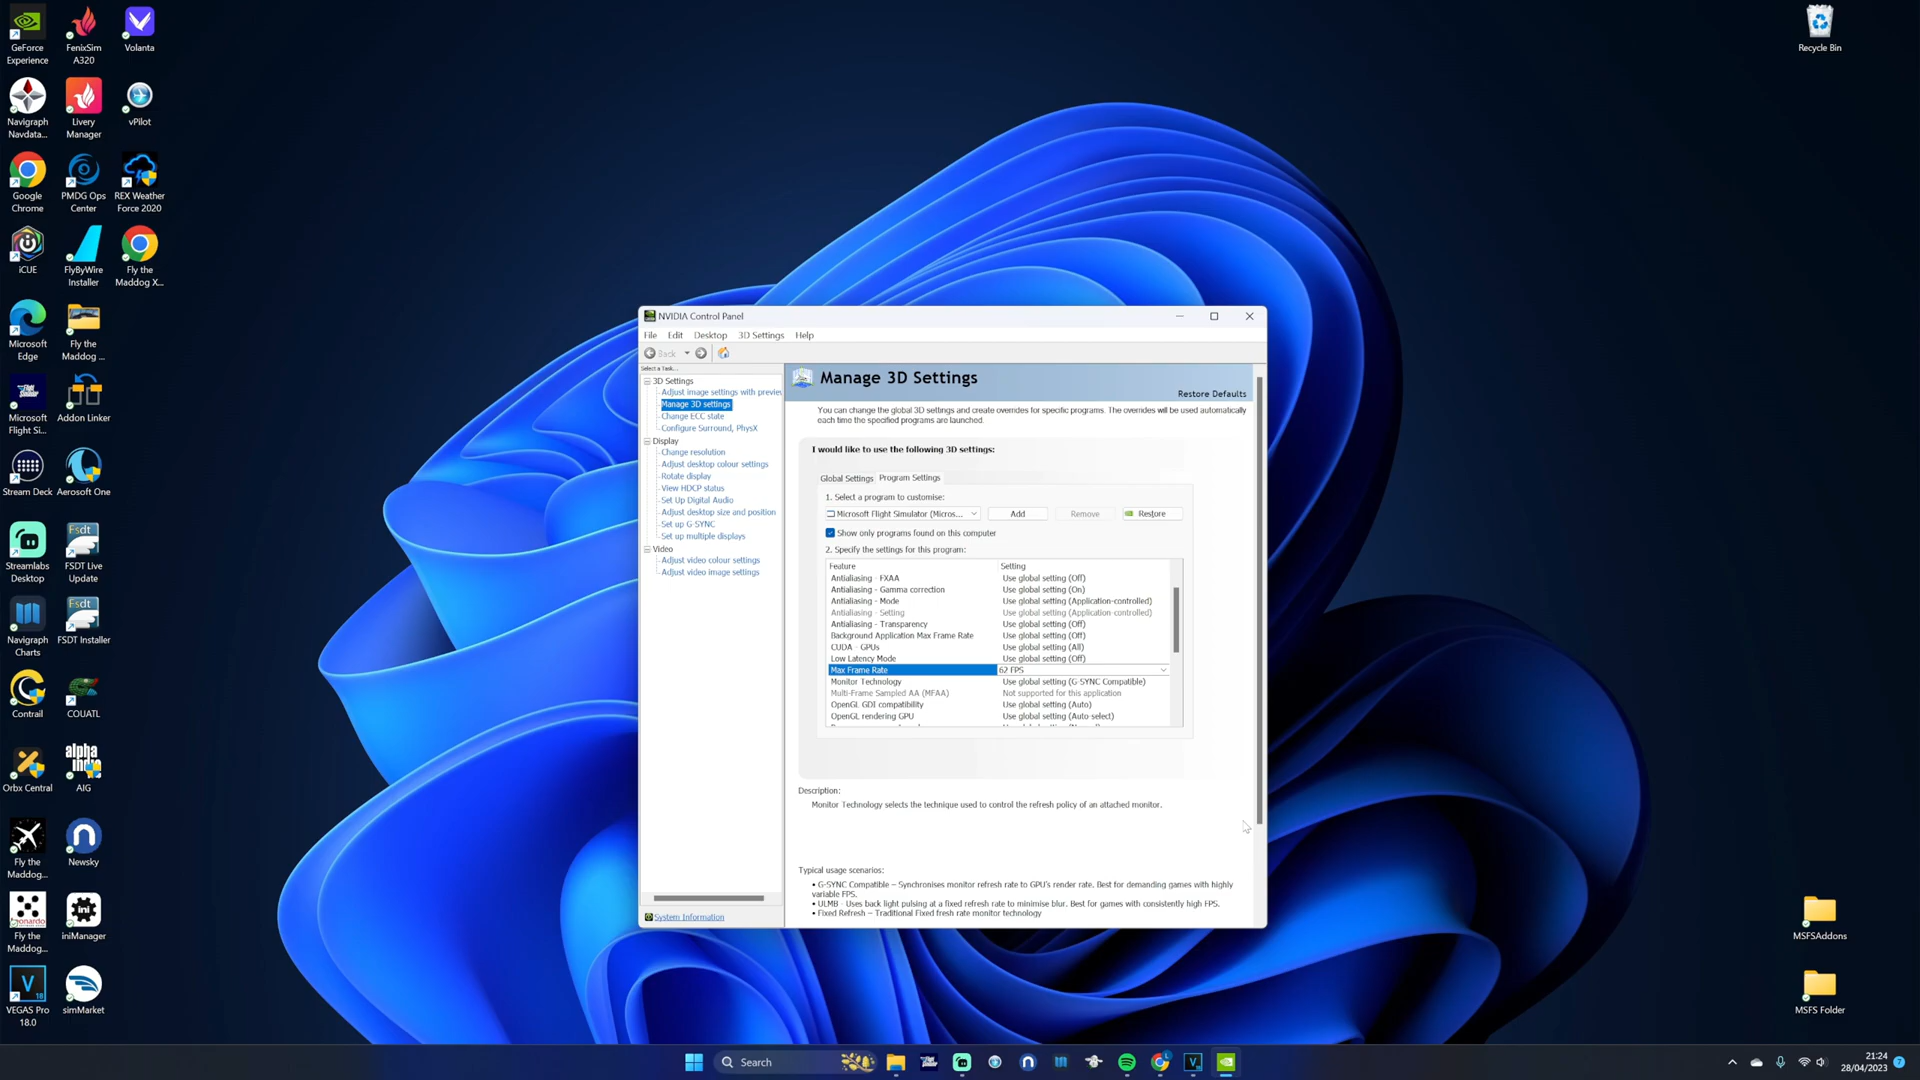 GeForce
Experience
FenixSim
A320
Volanta
Recycle Bin
Navigraph
Navdata...
Livery
Manager
vPilot
Google
Chrome
PMDG Ops
Center
REX Weather
Force 2020
iCUE
FlyByWire
Installer
Fly the
Maddog X...
Microsoft
Edge
Fly the
Maddog ...
Microsoft
Flight Si...
Addon Linker
Stream Deck
Aerosoft One
Streamlabs
Desktop
Fsdt
FSDT Live
Update
Navigraph
Charts
Fsdt
FSDT Installer
Contrail
COUATL
Orbx Central
alpha
india
AIG
Fly the
Maddog...
Newsky
Fly the
Maddog...
ini
iniManager
V
18
VEGAS Pro
18.0
simMarket
MSFSAddons
MSFS Folder
NVIDIA Control Panel
File Edit Desktop 3D Settings Help
Back
Select a Task...
3D Settings
Adjust image settings with preview
Manage 3D settings
Change ECC state
Configure Surround, PhysX
Display
Change resolution
Adjust desktop colour settings
Rotate display
View HDCP status
Set Up Digital Audio
Adjust desktop size and position
Set up G-SYNC
Set up multiple displays
Video
Adjust video colour settings
Adjust video image settings
System Information
Manage 3D Settings
Restore Defaults
You can change the global 3D settings and create overrides for specific programs. The overrides will be used automatically
each time the specified programs are launched.
I would like to use the following 3D settings:
Global Settings Program Settings
1. Select a program to customise:
Microsoft Flight Simulator (Micros... Add Remove Restore
Show only programs found on this computer
2. Specify the settings for this program:
Feature Setting
Antialiasing - FXAA Use global setting (Off)
Antialiasing - Gamma correction Use global setting (On)
Antialiasing - Mode Use global setting (Application-controlled)
Antialiasing - Setting Use global setting (Application-controlled)
Antialiasing - Transparency Use global setting (Off)
Background Application Max Frame Rate Use global setting (Off)
CUDA - GPUs Use global setting (All)
Low Latency Mode Use global setting (Off)
Max Frame Rate 62 FPS
Monitor Technology Use global setting (G-SYNC Compatible)
Multi-Frame Sampled AA (MFAA) Not supported for this application
OpenGL GDI compatibility Use global setting (Auto)
OpenGL rendering GPU Use global setting (Auto-select)
Description:
Monitor Technology selects the technique used to control the refresh policy of an attached monitor.
Typical usage scenarios:
• G-SYNC Compatible – Synchronises monitor refresh rate to GPU's render rate. Best for demanding games with highly
variable FPS.
• ULMB - Uses back light pulsing at a fixed refresh rate to minimise blur. Best for games with consistently high FPS.
• Fixed Refresh – Traditional Fixed fresh rate monitor technology
Search
21:24
28/04/2023
7